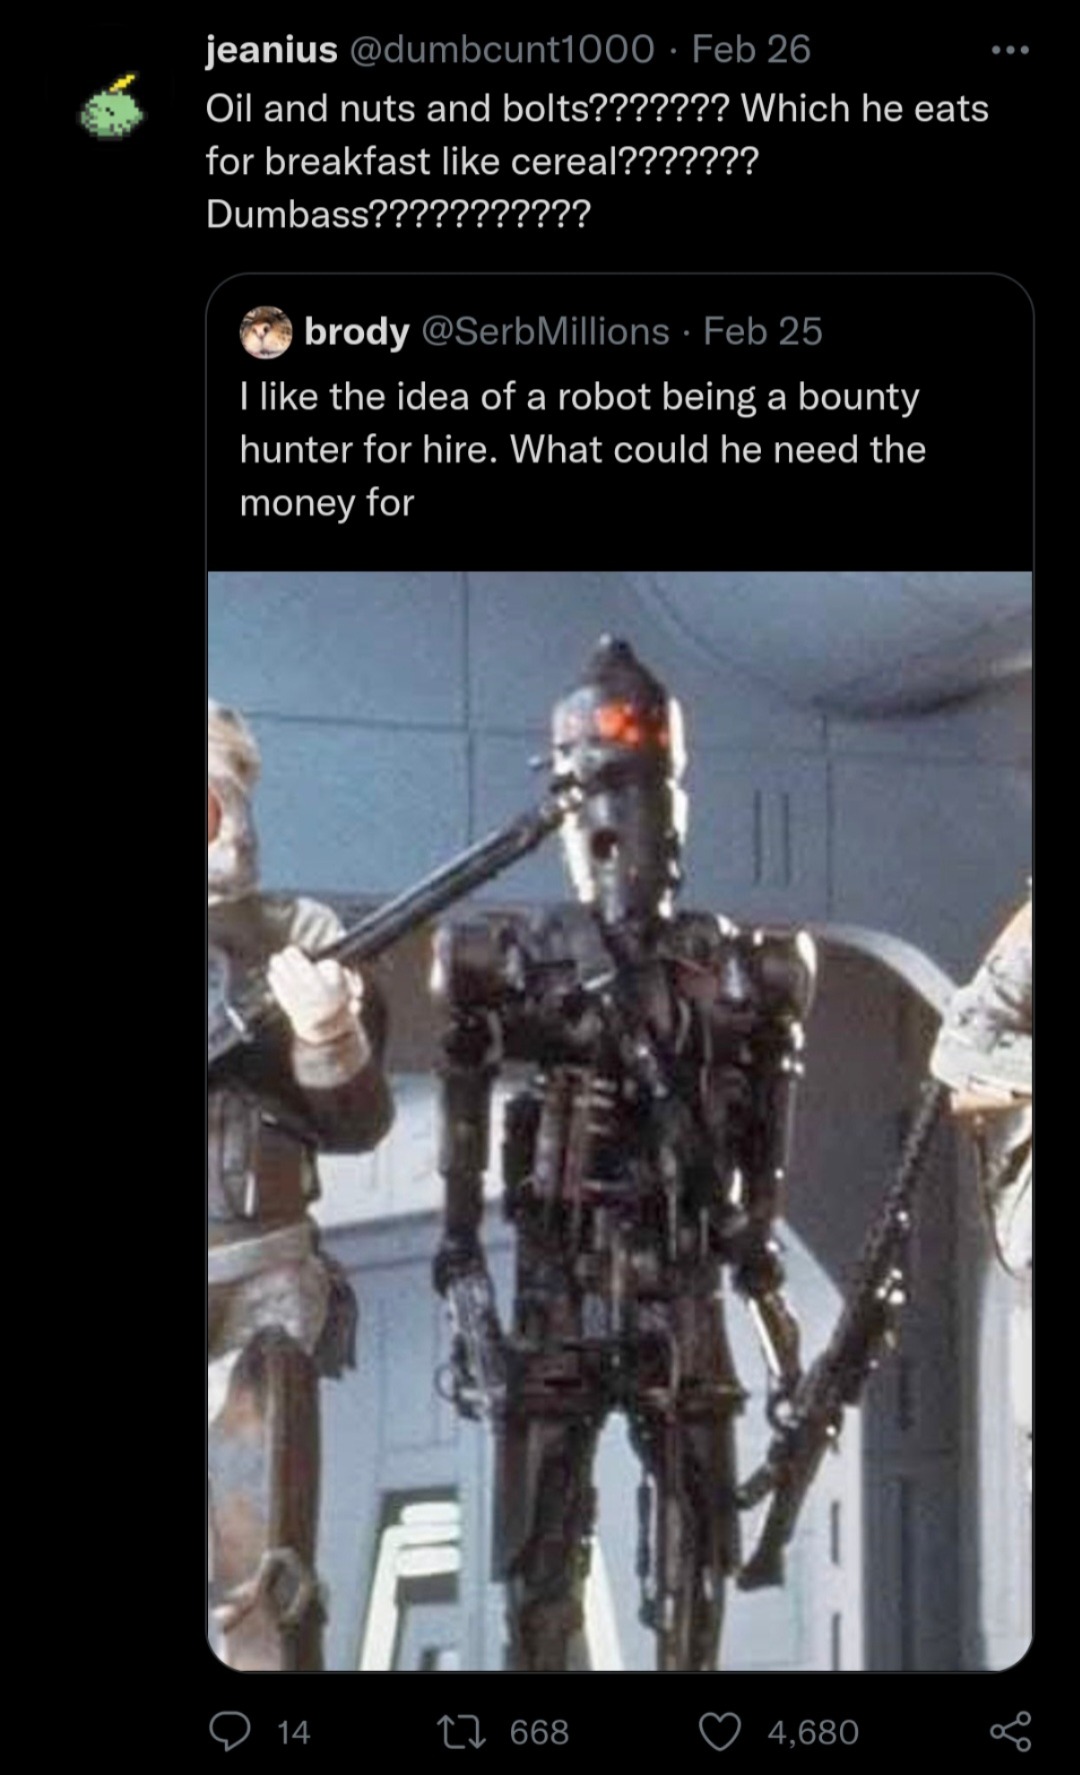 jeanius @dumbcunt1000 · Feb 26
Oil and nuts and bolts??????? Which he eats
for breakfast like cereal???????
Dumbass???????????
brody @SerbMillions · Feb 25
I like the idea of a robot being a bounty
hunter for hire. What could he need the
money for
14 668 4,680